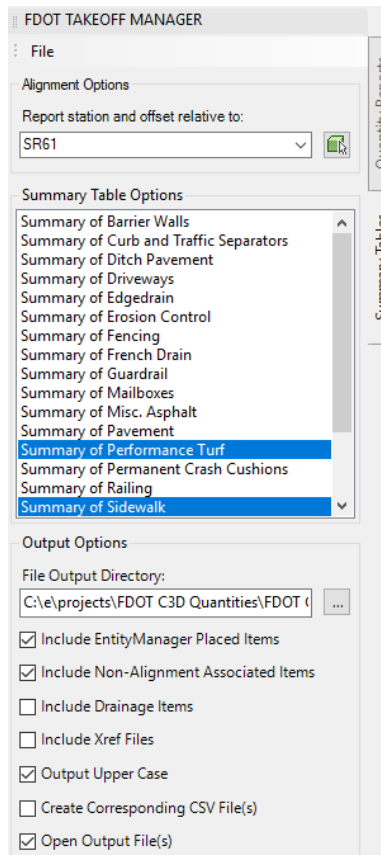 FDOT TAKEOFF MANAGER
File
Alignment Options
Report station and offset relative to:
SR61
Summary Table Options
Summary of Barrier Walls
Summary of Curb and Traffic Separators
Summary of Ditch Pavement
Summary of Driveways
Summary of Edgedrain
Summary of Erosion Control
Summary of Fencing
Summary of French Drain
Summary of Guardrail
Summary of Mailboxes
Summary of Misc. Asphalt
Summary of Pavement
Summary of Performance Turf
Summary of Permanent Crash Cushions
Summary of Railing
Summary of Sidewalk
Output Options
File Output Directory:
C:\e\projects\FDOT C3D Quantities\FDOT
...
Include EntityManager Placed Items
Include Non-Alignment Associated Items
Include Drainage Items
Include Xref Files
Output Upper Case
Create Corresponding CSV File(s)
Open Output File(s)